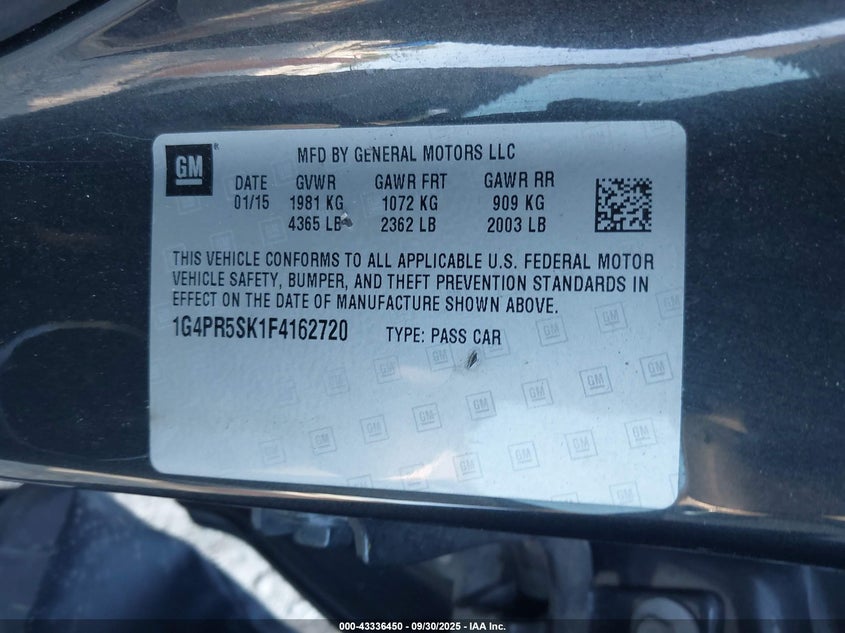 GM
MFD BY GENERAL MOTORS LLC
DATE GVWR GAWR FRT GAWR RR
01/15 1981 KG 1072 KG 909 KG
4365 LB 2362 LB 2003 LB
THIS VEHICLE CONFORMS TO ALL APPLICABLE U.S. FEDERAL MOTOR
VEHICLE SAFETY, BUMPER, AND THEFT PREVENTION STANDARDS IN
EFFECT ON THE DATE OF MANUFACTURE SHOWN ABOVE.
1G4PR5SK1F4162720 TYPE: PASS CAR
000-43336450 - 09/30/2025 - IAA Inc.